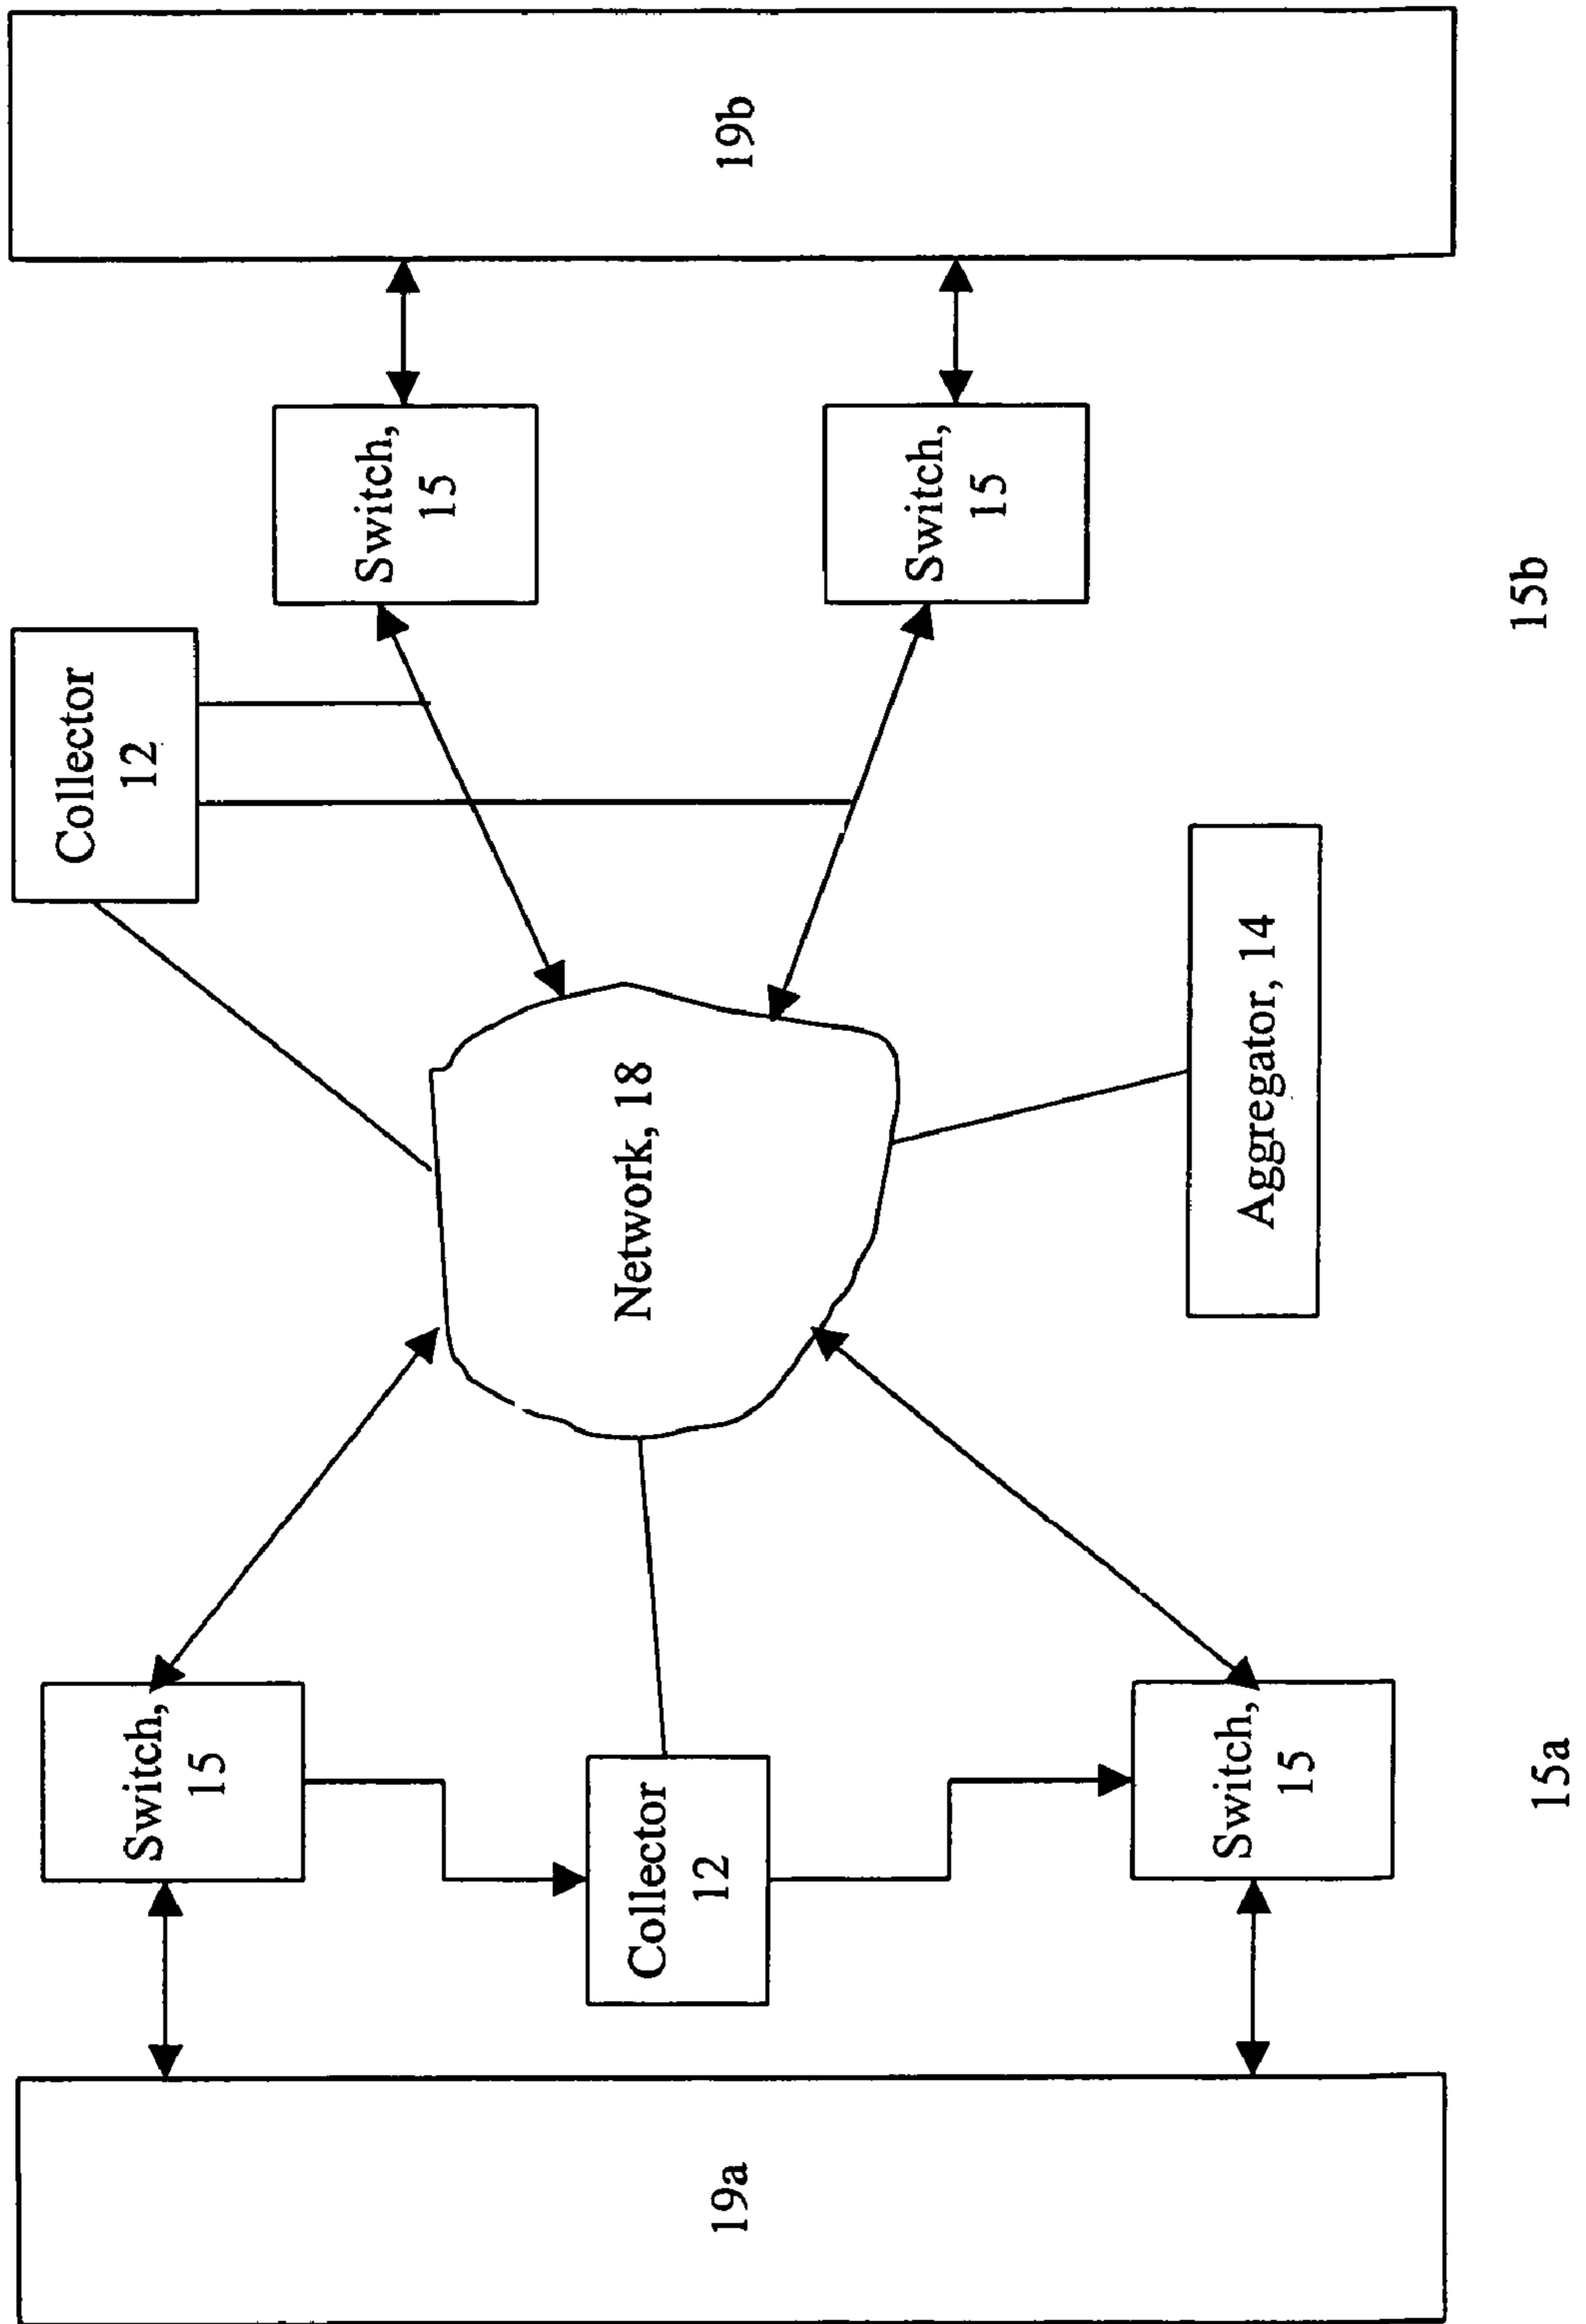 19a
Switch,
15
Collector
12
Switch,
15
15a
Network, 18
Aggregator, 14
Collector
12
Switch,
15
Switch,
15
15b
19b